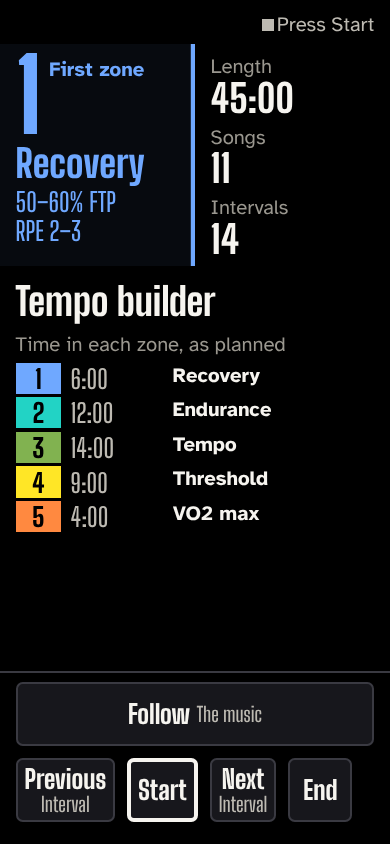 Press Start
1 First zone
Recovery
50–60% FTP
RPE 2–3
Length
45:00
Songs
11
Intervals
14
Tempo builder
Time in each zone, as planned
1 6:00 Recovery
2 12:00 Endurance
3 14:00 Tempo
4 9:00 Threshold
5 4:00 VO2 max
Follow The music
Previous
Interval
Start
Next
Interval
End